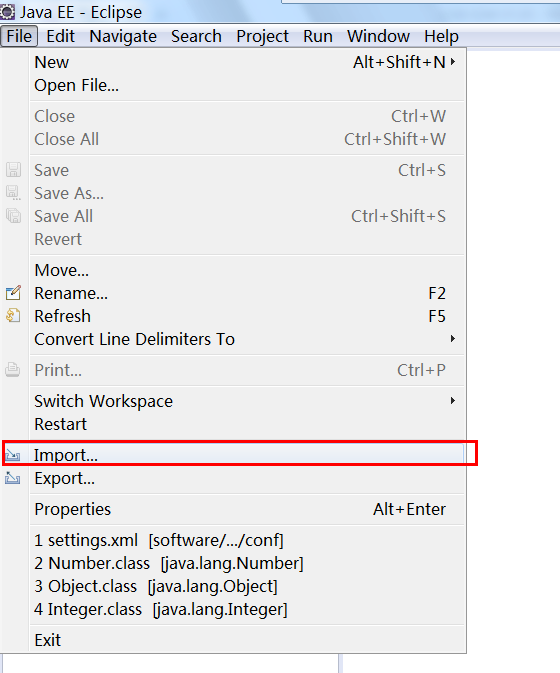 Java EE - Eclipse
File Edit Navigate Search Project Run Window Help
New Alt+Shift+N
Open File...
Close Ctrl+W
Close All Ctrl+Shift+W
Save Ctrl+S
Save As...
Save All Ctrl+Shift+S
Revert
Move...
Rename... F2
Refresh F5
Convert Line Delimiters To
Print... Ctrl+P
Switch Workspace
Restart
Import...
Export...
Properties Alt+Enter
1 settings.xml [software/.../conf]
2 Number.class [java.lang.Number]
3 Object.class [java.lang.Object]
4 Integer.class [java.lang.Integer]
Exit